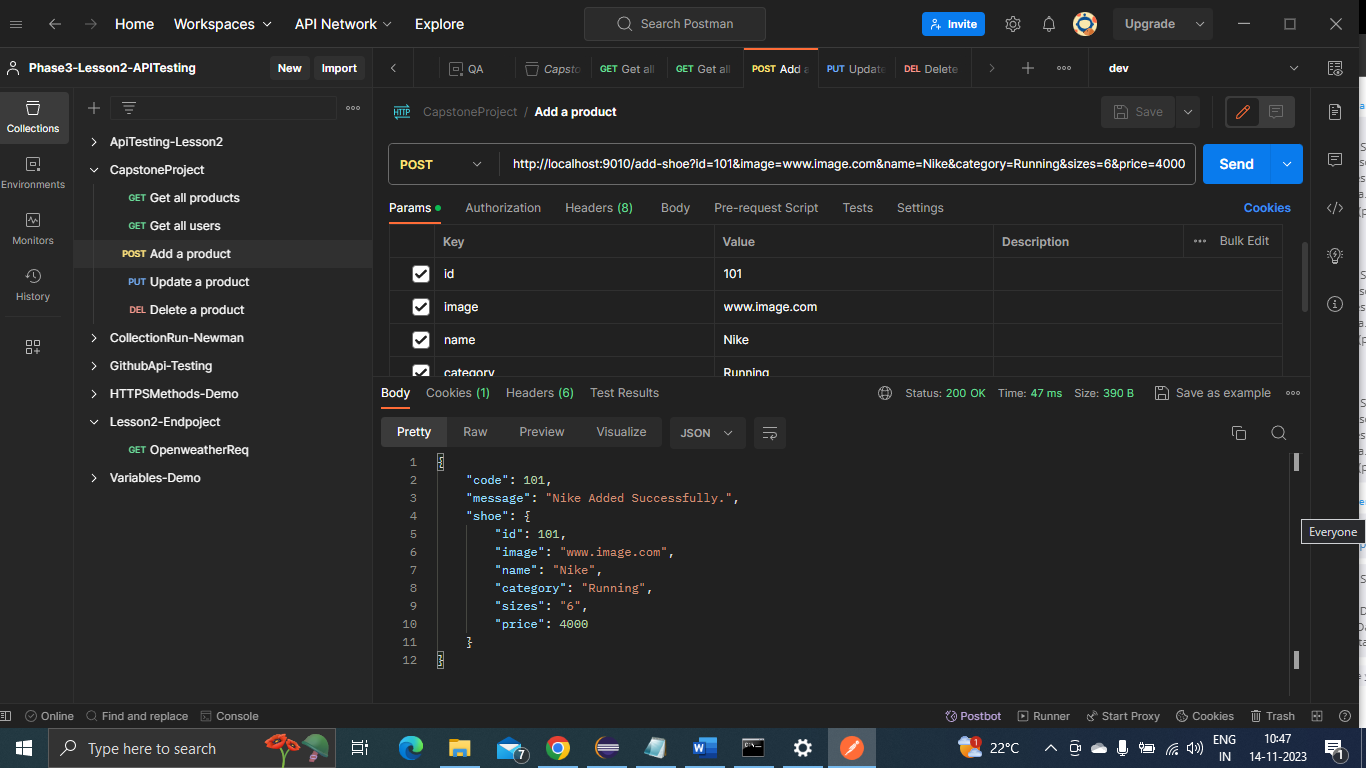 Home Workspaces API Network Explore Search Postman Invite Upgrade
Phase3-Lesson2-APITesting New Import QA Capsto GET Get all GET Get all POST Add a PUT Update DEL Delete dev
Collections
Environments
Monitors
History
ApiTesting-Lesson2
CapstoneProject
GET Get all products
GET Get all users
POST Add a product
PUT Update a product
DEL Delete a product
CollectionRun-Newman
GithubApi-Testing
HTTPSMethods-Demo
Lesson2-Endpoject
GET OpenweatherReq
Variables-Demo
HTTP CapstoneProject / Add a product Save
POST http://localhost:9010/add-shoe?id=101&image=www.image.com&name=Nike&category=Running&sizes=6&price=4000 Send
Params Authorization Headers (8) Body Pre-request Script Tests Settings Cookies
Key Value Description Bulk Edit
id 101
image www.image.com
name Nike
category Running
Body Cookies (1) Headers (6) Test Results Status: 200 OK Time: 47 ms Size: 390 B Save as example
Pretty Raw Preview Visualize JSON
1 {
2 "code": 101,
3 "message": "Nike Added Successfully.",
4 "shoe": {
5 "id": 101,
6 "image": "www.image.com",
7 "name": "Nike",
8 "category": "Running",
9 "sizes": "6",
10 "price": 4000
11 }
12 }
Everyone
Online Find and replace Console Postbot Runner Start Proxy Cookies Trash
Type here to search 7 1 22°C ENG IN 10:47 14-11-2023 1